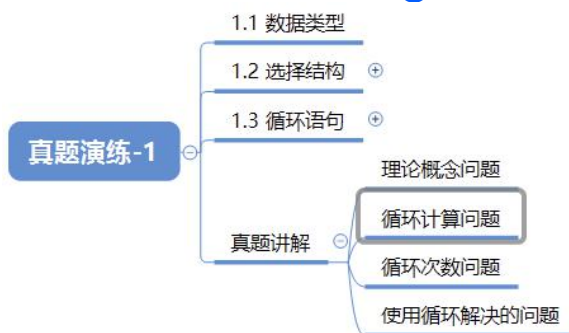 真题演练-1
1.1 数据类型
1.2 选择结构
1.3 循环语句
真题讲解
理论概念问题
循环计算问题
循环次数问题
使用循环解决的问题